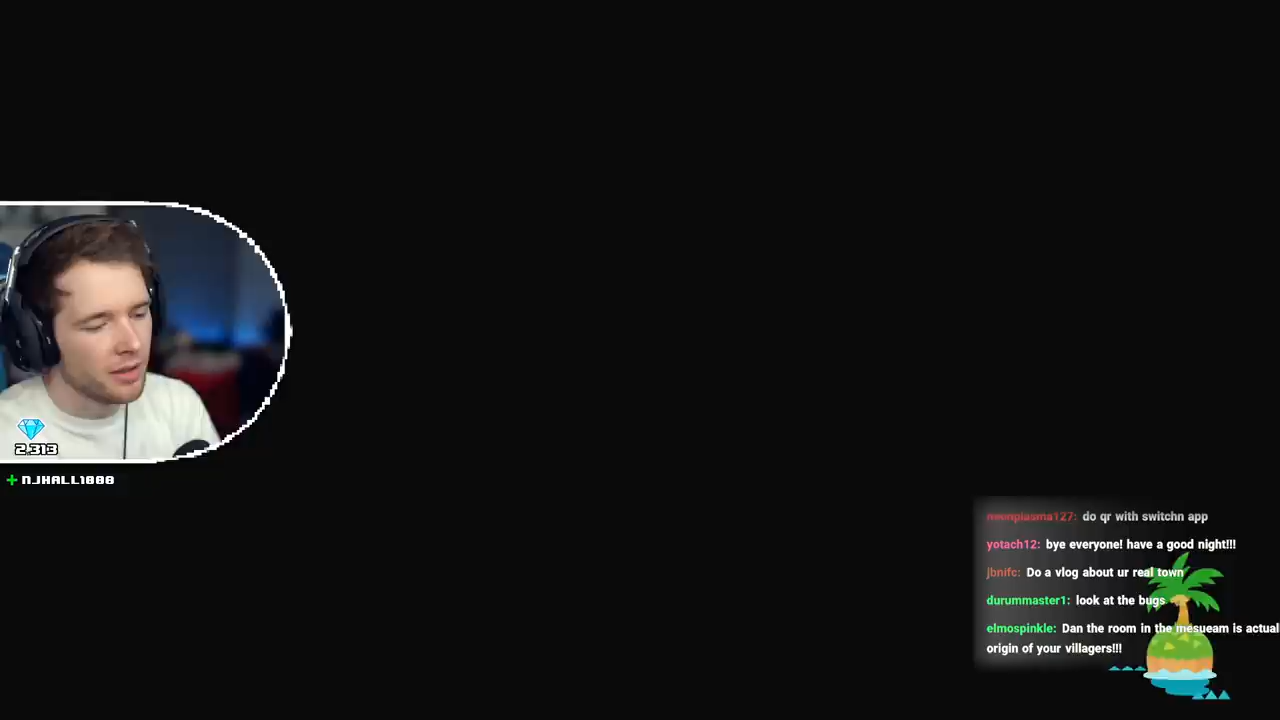 2,313
+ NJHALL1000
do qr with switchn app
yotach12: bye everyone! have a good night!!!
jbnifc: Do a vlog about ur real town
durummaster1: look at the bugs
elmospinkle: Dan the room in the mesueam is actual
origin of your villagers!!!